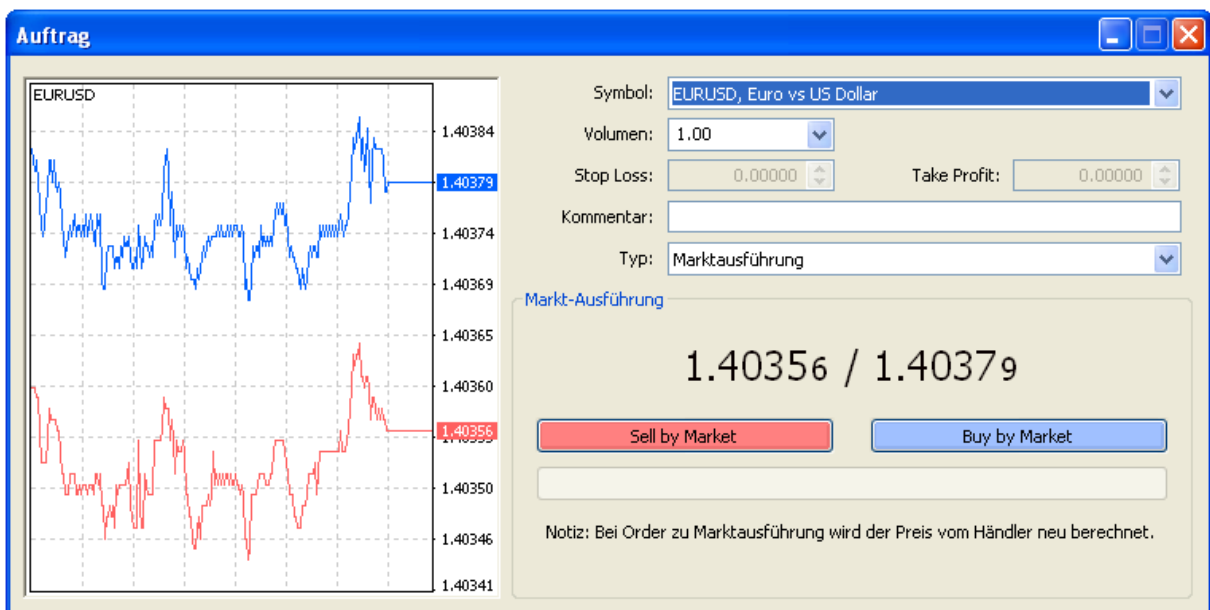 Auftrag
EURUSD
1.40384
1.40379
1.40374
1.40369
1.40365
1.40360
1.40356
1.40350
1.40346
1.40341
Symbol: EURUSD, Euro vs US Dollar
Volumen: 1.00
Stop Loss: 0.00000 Take Profit: 0.00000
Kommentar:
Typ: Marktausführung
Markt-Ausführung
1.40356 / 1.40379
Sell by Market Buy by Market
Notiz: Bei Order zu Marktausführung wird der Preis vom Händler neu berechnet.